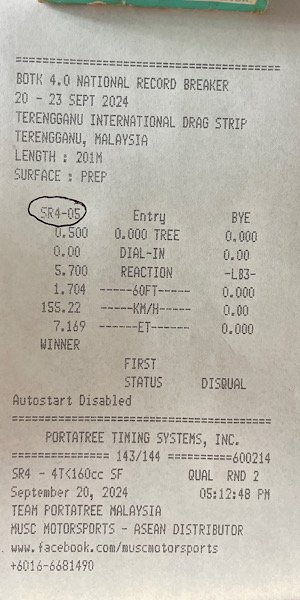 ==========================================
BOTK 4.0 NATIONAL RECORD BREAKER
20 - 23 SEPT 2024
TERENGGANU INTERNATIONAL DRAG STRIP
TERENGGANU, MALAYSIA
LENGTH : 201M
SURFACE : PREP
==========================================
SR4-05 Entry BYE
0.500 0.000 TREE 0.000
0.00 DIAL-IN 0.00
5.700 REACTION -LB3-
1.704 -----60FT----- 0.000
155.22 -----KM/H----- 0.00
7.169 ------ET------ 0.000
WINNER
FIRST
STATUS DISQUAL
Autostart Disabled
==========================================
PORTATREE TIMING SYSTEMS, INC.
=============== 143/144 ==========600214
SR4 - 4T<160cc SF QUAL RND 2
September 20, 2024 05:12:48 PM
TEAM PORTATREE MALAYSIA
MUSC MOTORSPORTS - ASEAN DISTRIBUTOR
www.facebook.com/muscmotorsports
+6016-6681490